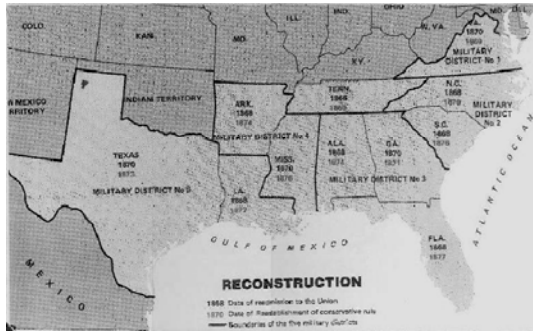 COLO.
KAN.
MO.
ILL.
IND.
OHIO
W. VA.
MD.
DEL.
VA.
1870
1869
MILITARY
DISTRICT No 1
KY.
MEXICO
INDIAN TERRITORY
ARK.
1868
1874
TENN.
1866
1869
N.C.
1868
1870
MILITARY
DISTRICT
No 2
S.C.
1868
1876
MILITARY DISTRICT No 4
TEXAS
1870
1873
MILITARY DISTRICT No 5
MISS.
1870
1876
ALA.
1868
1874
GA.
1870
1871
MILITARY DISTRICT No 3
LA.
1868
1877
FLA.
1868
1877
ATLANTIC OCEAN
GULF OF MEXICO
MEXICO
RECONSTRUCTION
1868 Date of readmission to the Union
1870 Date of Reestablishment of conservative rule
Boundaries of the five military districts